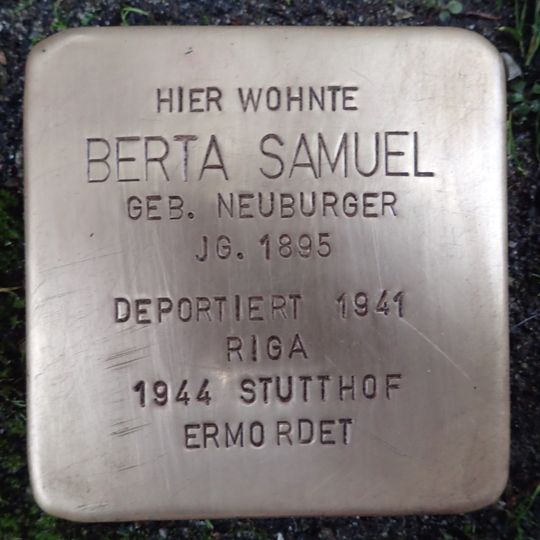 HIER WOHNTE
BERTA SAMUEL
GEB. NEUBURGER
JG. 1895
DEPORTIERT 1941
RIGA
1944 STUTTHOF
ERMORDET